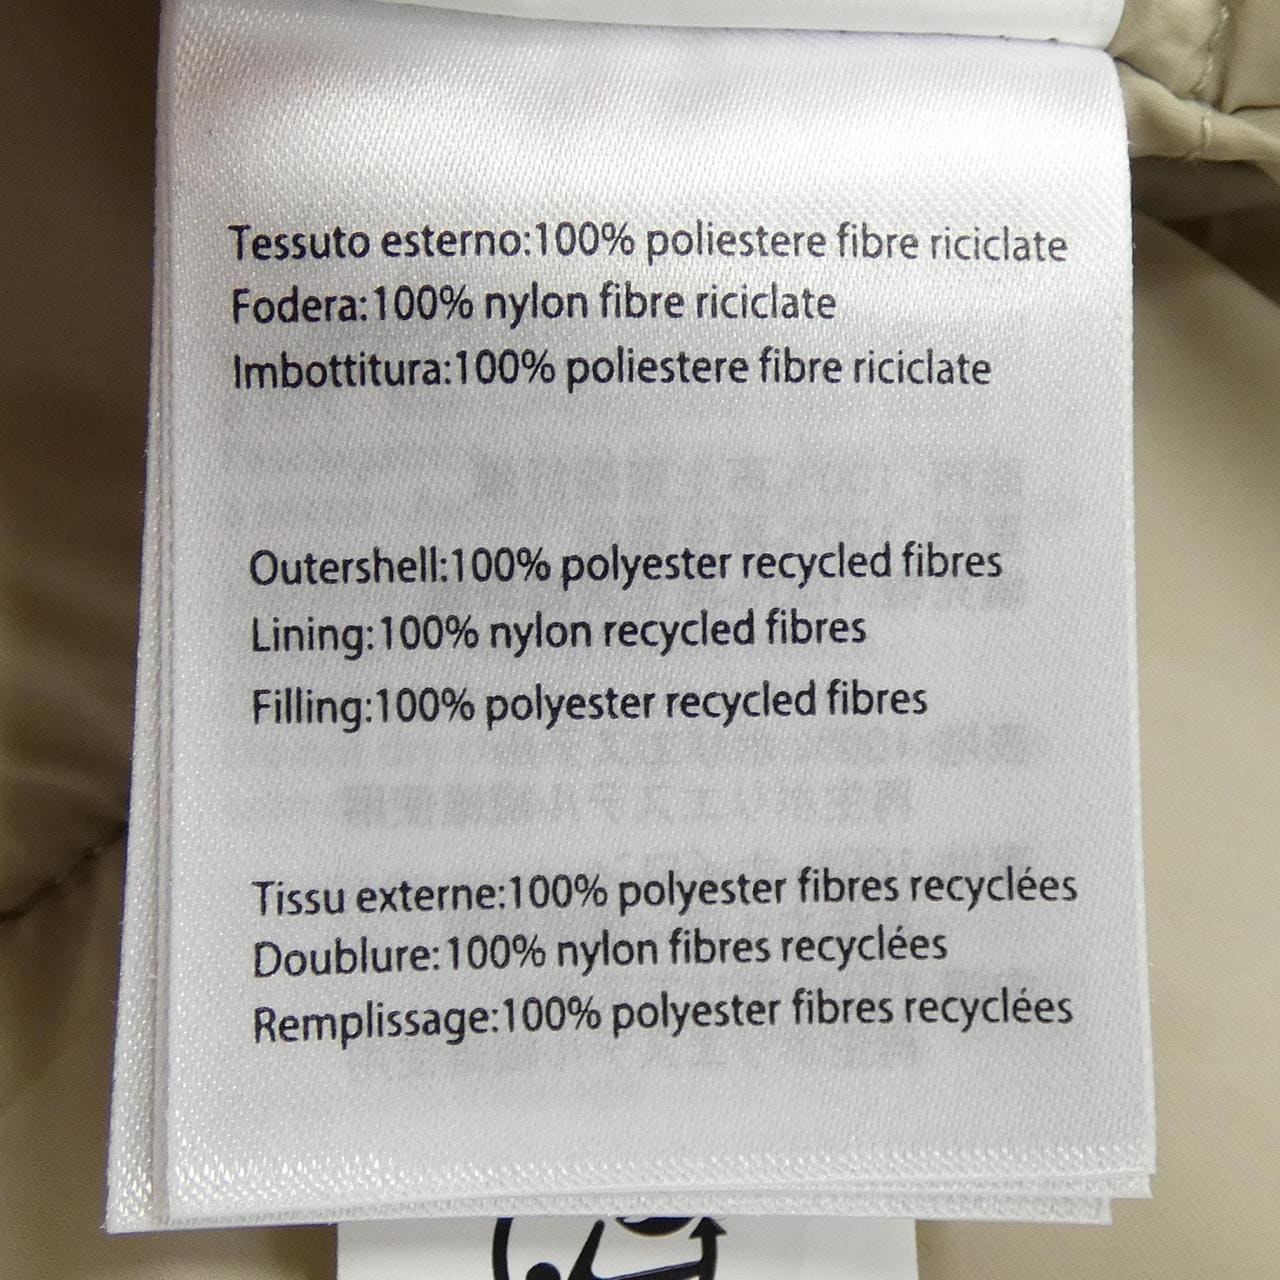 Tessuto esterno:100% poliestere fibre riciclate
Fodera:100% nylon fibre riciclate
Imbottitura:100% poliestere fibre riciclate
Outershell:100% polyester recycled fibres
Lining:100% nylon recycled fibres
Filling:100% polyester recycled fibres
Tissu externe:100% polyester fibres recyclées
Doublure:100% nylon fibres recyclées
Remplissage:100% polyester fibres recyclées